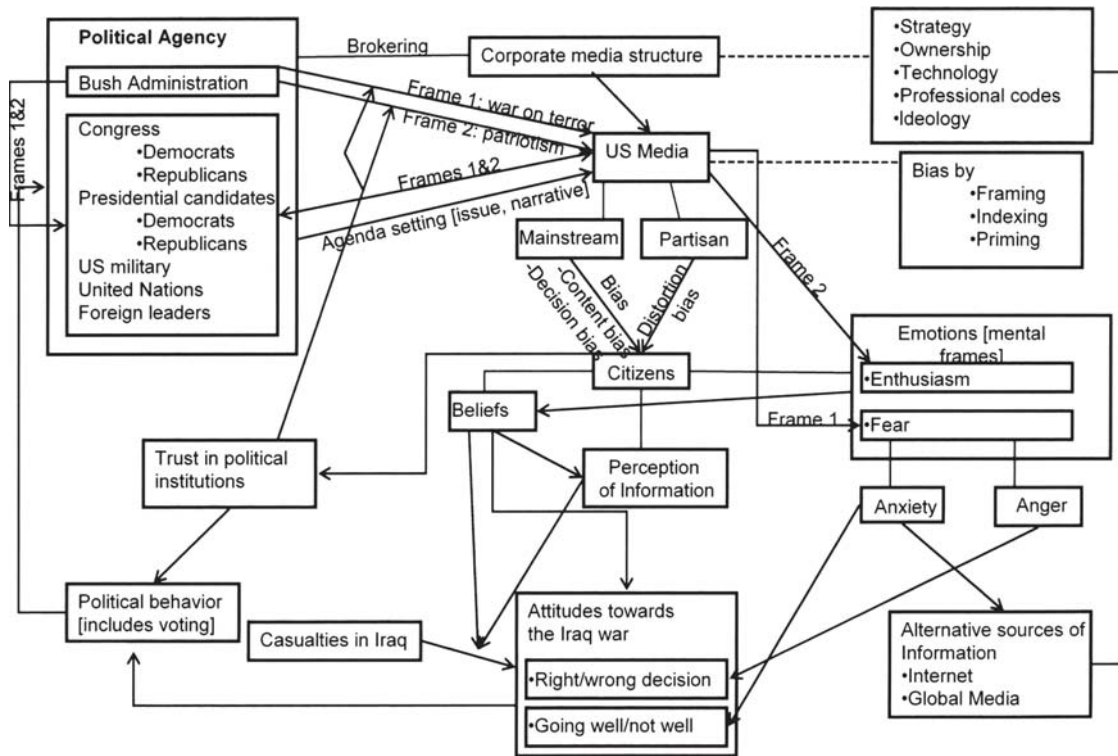 Political Agency
Bush Administration
Congress
•Democrats
•Republicans
Presidential candidates
•Democrats
•Republicans
US military
United Nations
Foreign leaders
Frames 1&2
Brokering
Corporate media structure
•Strategy
•Ownership
•Technology
•Professional codes
•Ideology
Frame 1: war on terror
Frame 2: patriotism
Frames 1&2
Agenda setting [issue, narrative]
US Media
Bias by
•Framing
•Indexing
•Priming
Mainstream
Partisan
Bias
-Content bias
-Decision bias
Distortion
bias
Frame 2
Frame 1
Citizens
Emotions [mental
frames]
•Enthusiasm
•Fear
Beliefs
Trust in political
institutions
Perception
of Information
Anxiety
Anger
Political behavior
[includes voting]
Casualties in Iraq
Attitudes towards
the Iraq war
•Right/wrong decision
•Going well/not well
Alternative sources of
Information
•Internet
•Global Media